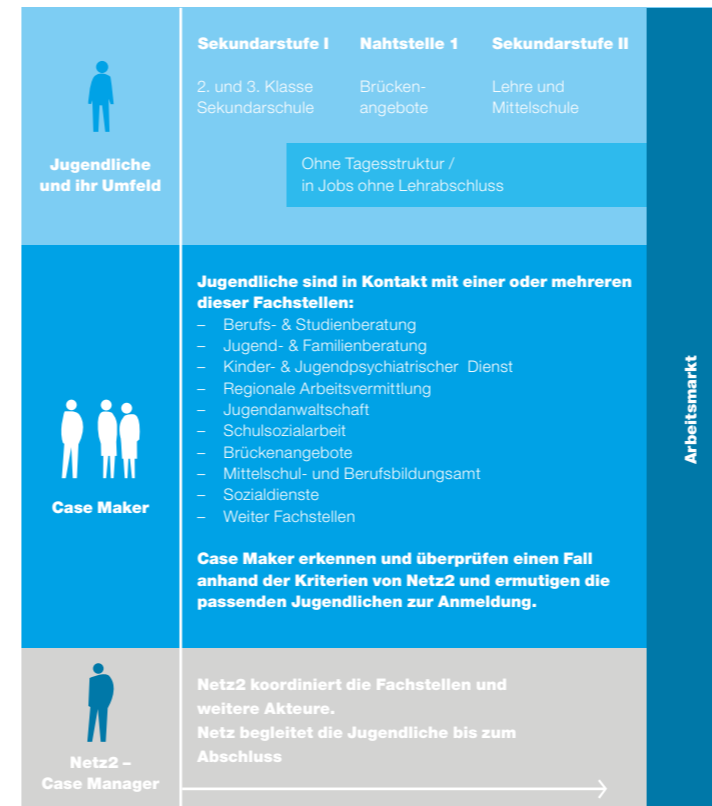 Sekundarstufe I
Nahtstelle 1
Sekundarstufe II
2. und 3. Klasse
Sekundarschule
Brücken-
angebote
Lehre und
Mittelschule
Jugendliche
und ihr Umfeld
Ohne Tagesstruktur /
in Jobs ohne Lehrabschluss
Jugendliche sind in Kontakt mit einer oder mehreren
dieser Fachstellen:
– Berufs- & Studienberatung
– Jugend- & Familienberatung
– Kinder- & Jugendpsychiatrischer Dienst
– Regionale Arbeitsvermittlung
– Jugendanwaltschaft
– Schulsozialarbeit
– Brückenangebote
– Mittelschul- und Berufsbildungsamt
– Sozialdienste
– Weiter Fachstellen
Case Maker
Case Maker erkennen und überprüfen einen Fall
anhand der Kriterien von Netz2 und ermutigen die
passenden Jugendlichen zur Anmeldung.
Netz2 koordiniert die Fachstellen und
weitere Akteure.
Netz begleitet die Jugendliche bis zum
Abschluss
Netz2 –
Case Manager
Arbeitsmarkt